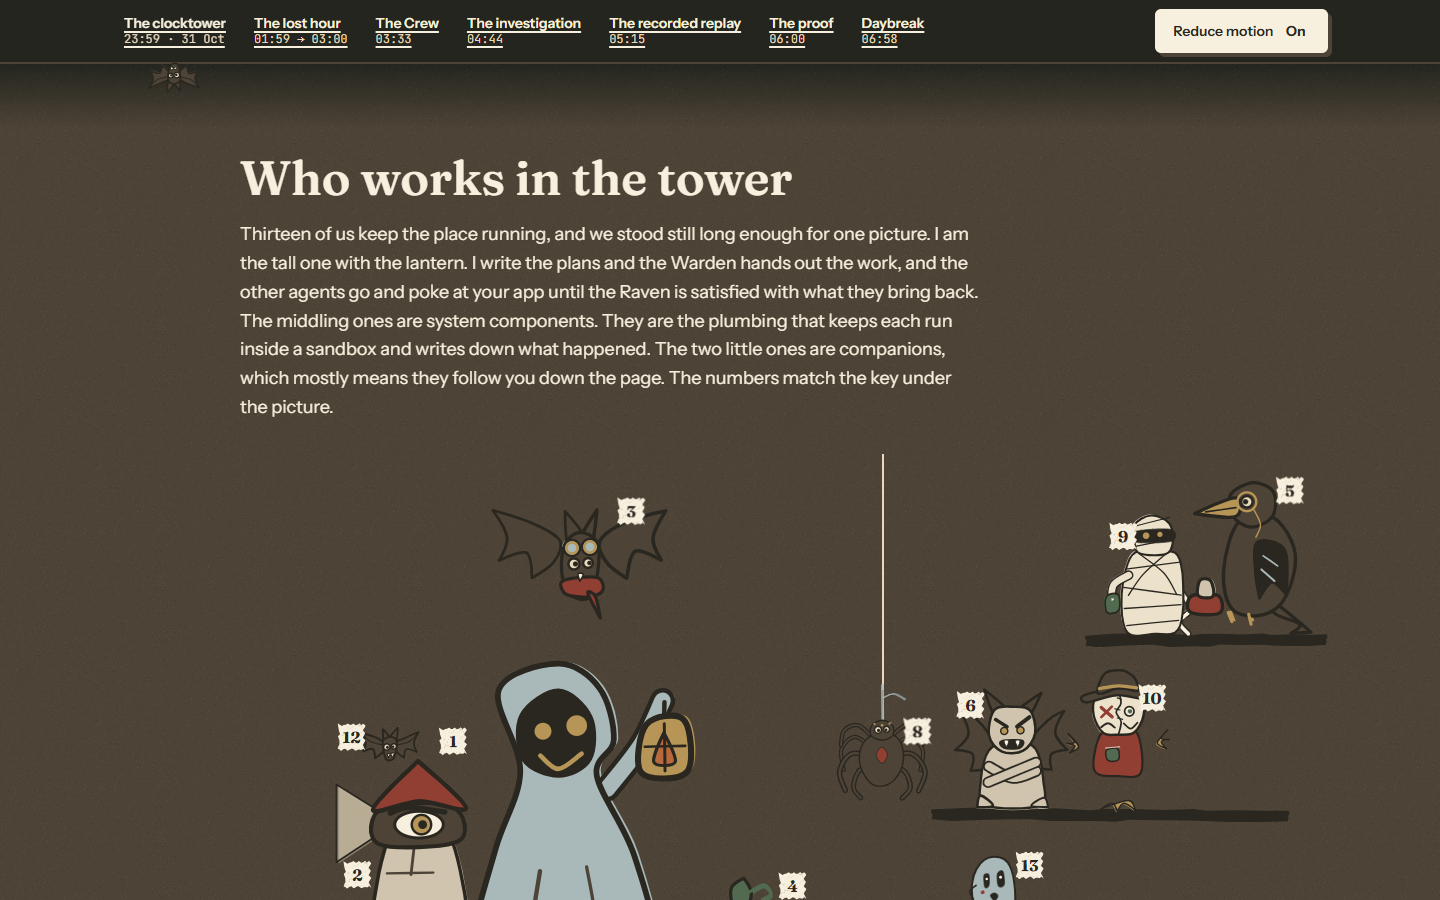 The clocktower
23:59 · 31 Oct
The lost hour
01:59 → 03:00
The Crew
03:33
The investigation
04:44
The recorded replay
05:15
The proof
06:00
Daybreak
06:58
Reduce motion On
Who works in the tower
Thirteen of us keep the place running, and we stood still long enough for one picture. I am
the tall one with the lantern. I write the plans and the Warden hands out the work, and the
other agents go and poke at your app until the Raven is satisfied with what they bring back.
The middling ones are system components. They are the plumbing that keeps each run
inside a sandbox and writes down what happened. The two little ones are companions,
which mostly means they follow you down the page. The numbers match the key under
the picture.
3
5
9
12
1
8
6
10
2
4
13